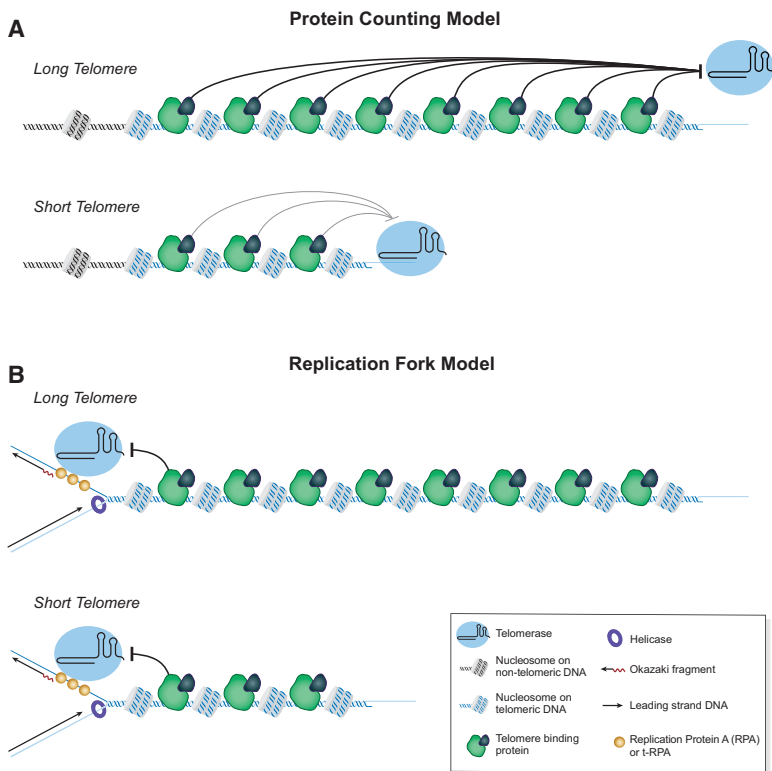 Protein Counting Model
A
Long Telomere
Short Telomere
Replication Fork Model
B
Long Telomere
Short Telomere
Telomerase
Nucleosome on
non-telomeric DNA
Nucleosome on
telomeric DNA
Telomere binding
protein
Helicase
Okazaki fragment
Leading strand DNA
Replication Protein A (RPA)
or t-RPA